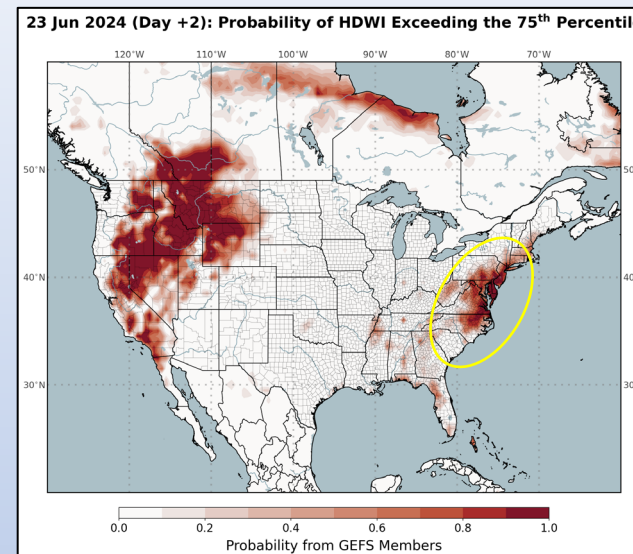 23 Jun 2024 (Day +2): Probability of HDWI Exceeding the 75th Percentil
120°W 110°W 100°W 90°W 80°W 70°W
50°N
40°N 40
30°N 30
0.0 0.2 0.4 0.6 0.8 1.0
Probability from GEFS Members